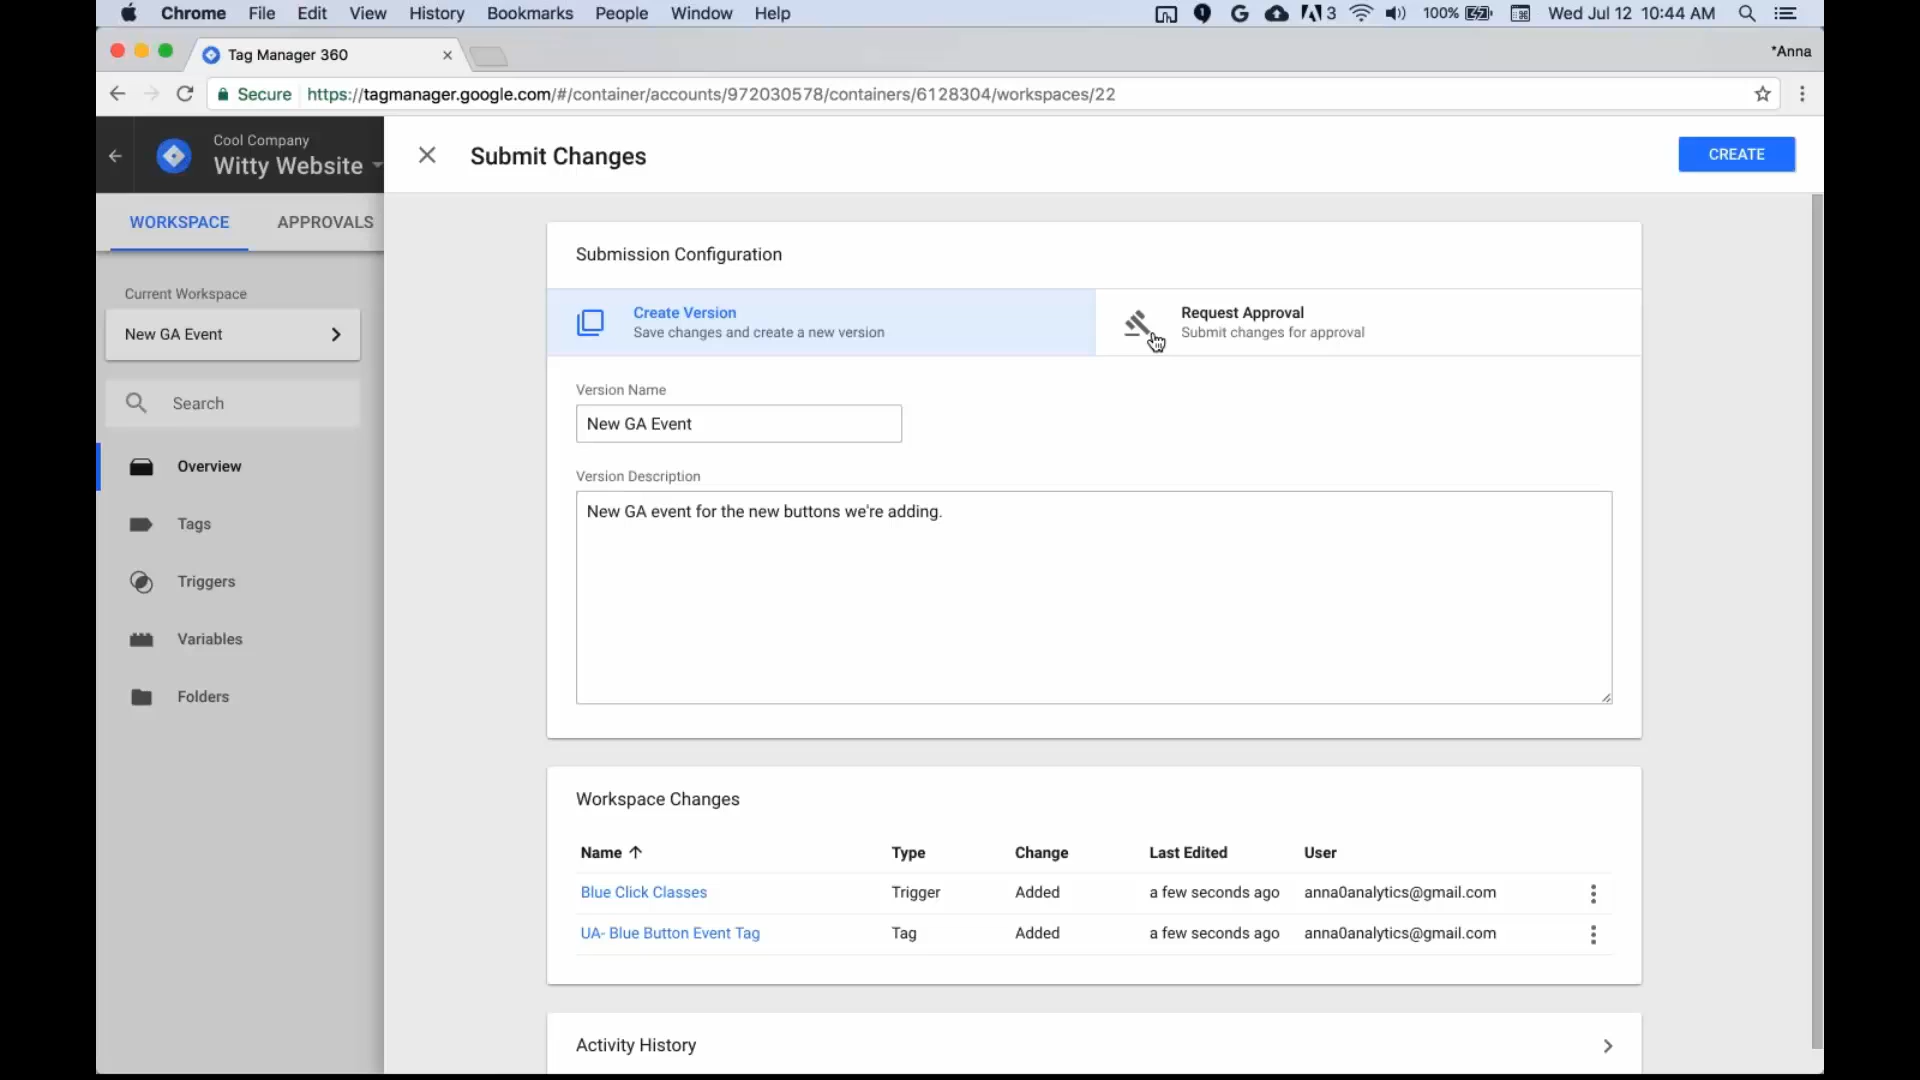 Chrome File Edit View History Bookmarks People Window Help 3 100% Wed Jul 12 10:44 AM
Tag Manager 360
*Anna
Secure https://tagmanager.google.com/#/container/accounts/972030578/containers/6128304/workspaces/22
Cool Company
Witty Website
Submit Changes
CREATE
WORKSPACE APPROVALS
Submission Configuration
Current Workspace
New GA Event
Search
Overview
Tags
Triggers
Variables
Folders
Create Version
Save changes and create a new version
Request Approval
Submit changes for approval
Version Name
New GA Event
Version Description
New GA event for the new buttons we're adding.
Workspace Changes
Name Type Change Last Edited User
Blue Click Classes Trigger Added a few seconds ago anna0analytics@gmail.com
UA- Blue Button Event Tag Tag Added a few seconds ago anna0analytics@gmail.com
Activity History